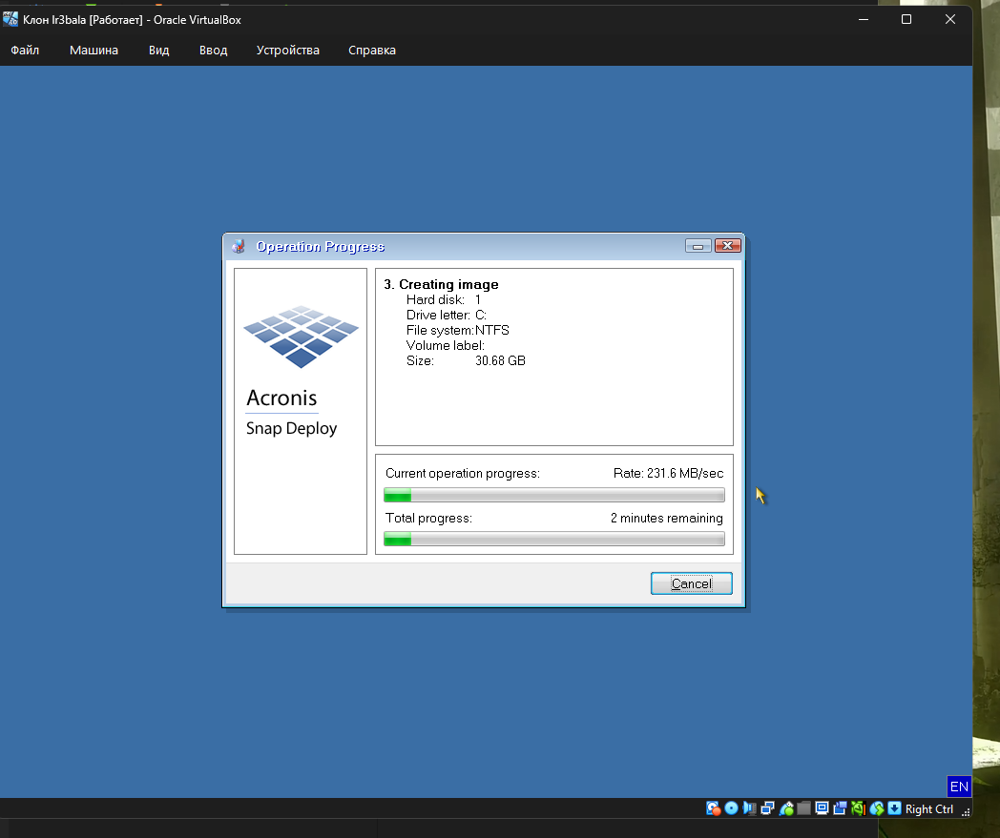 Клон Ir3bala [Работает] - Oracle VirtualBox
Файл Машина Вид Ввод Устройства Справка
Operation Progress
3. Creating image
Hard disk: 1
Drive letter: C:
File system:NTFS
Volume label:
Size: 30.68 GB
Acronis
Snap Deploy
Current operation progress: Rate: 231.6 MB/sec
Total progress: 2 minutes remaining
Cancel
EN
Right Ctrl